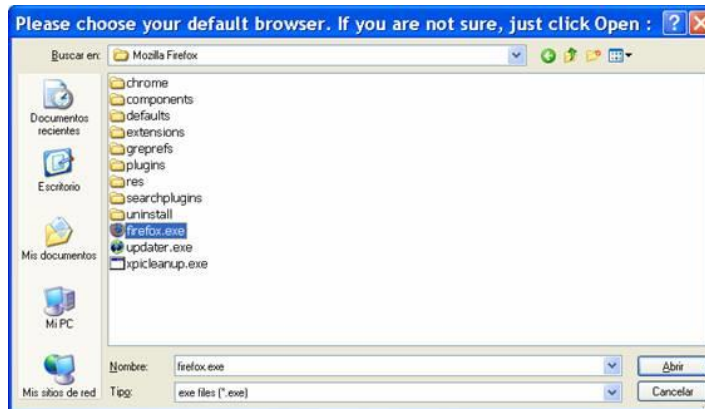 Please choose your default browser. If you are not sure, just click Open :
Buscar en: Mozilla Firefox
Documentos recientes
Escritorio
Mis documentos
Mi PC
Mis sitios de red
chrome
components
defaults
extensions
greprefs
plugins
res
searchplugins
uninstall
firefox.exe
updater.exe
xpicleanup.exe
Nombre: firefox.exe Abrir
Tipo: exe files (*.exe) Cancelar